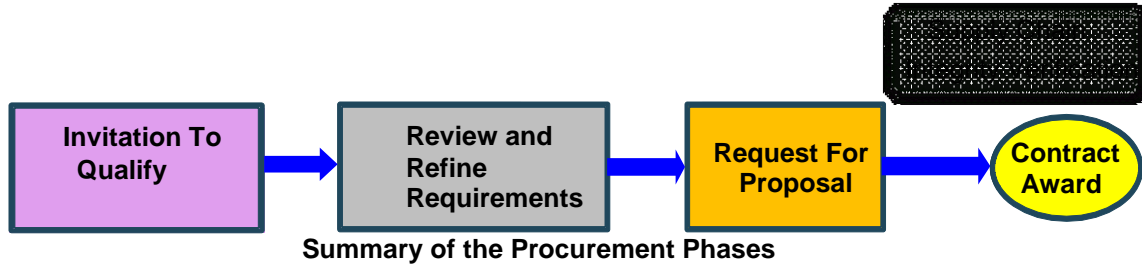 Invitation To
Qualify
Review and
Refine
Requirements
Request For
Proposal
Contract
Award
Summary of the Procurement Phases